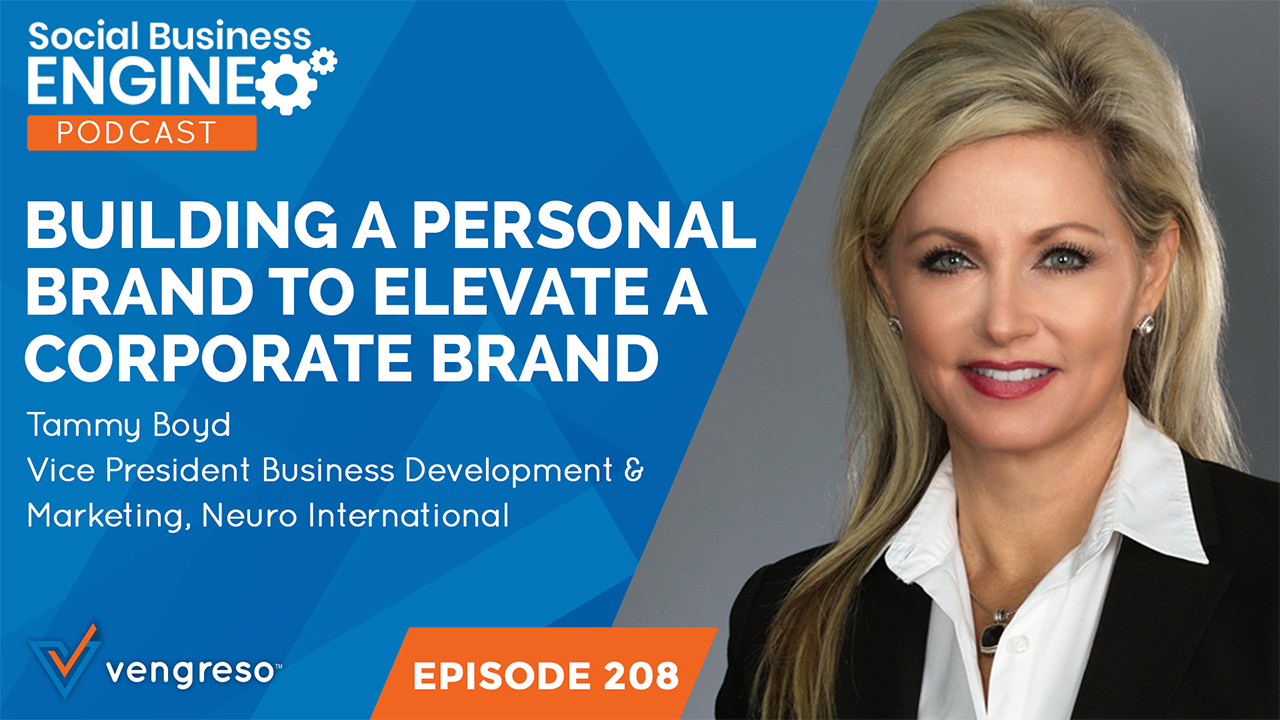 Social Business
ENGINE
PODCAST
BUILDING A PERSONAL
BRAND TO ELEVATE A
CORPORATE BRAND
Tammy Boyd
Vice President Business Development &
Marketing, Neuro International
vengreso™
EPISODE 208